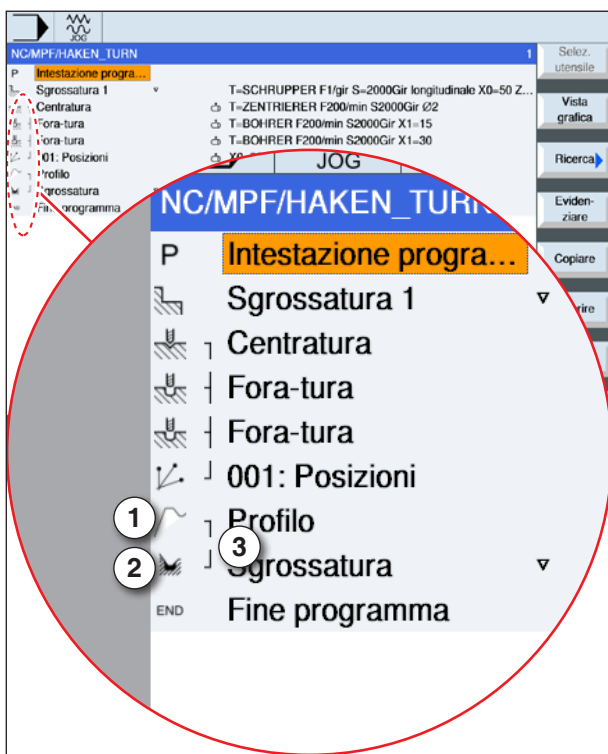 JOG
NC/MPF/HAKEN_TURN 1
P Intestazione progra...
Sgrossatura 1 T=SCHRUPPER F1/gir S=2000Gir longitudinale X0=50 Z...
Centratura T=ZENTRIERER F200/min S2000Gir Ø2
Fora-tura T=BOHRER F200/min S2000Gir X1=15
Fora-tura T=BOHRER F200/min S2000Gir X1=30
001: Posizioni
Profilo
Sgrossatura
Fine programma
Selez.
utensile
Vista
grafica
Ricerca
Eviden-
ziare
Copiare
JOG
NC/MPF/HAKEN_TURN
P Intestazione progra...
Sgrossatura 1
Centratura
Fora-tura
Fora-tura
001: Posizioni
1 Profilo
3
2 Sgrossatura
END Fine programma